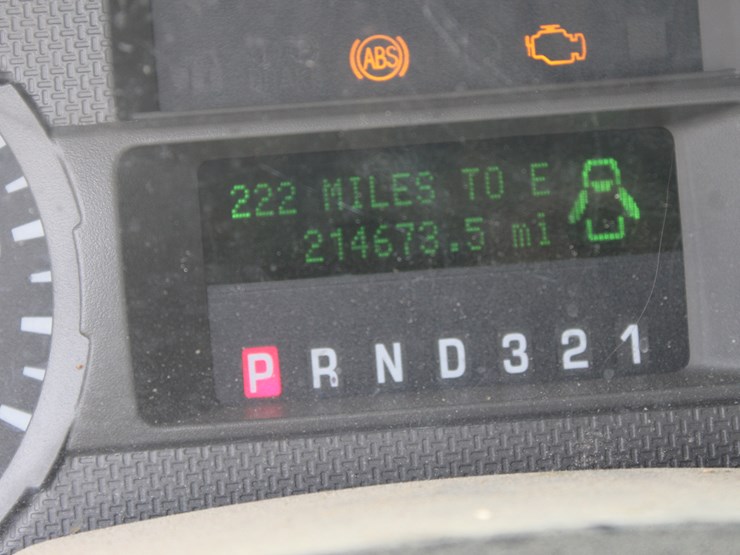 ABS
222 MILES TO E
214673.5 mi
P R N D 3 2 1